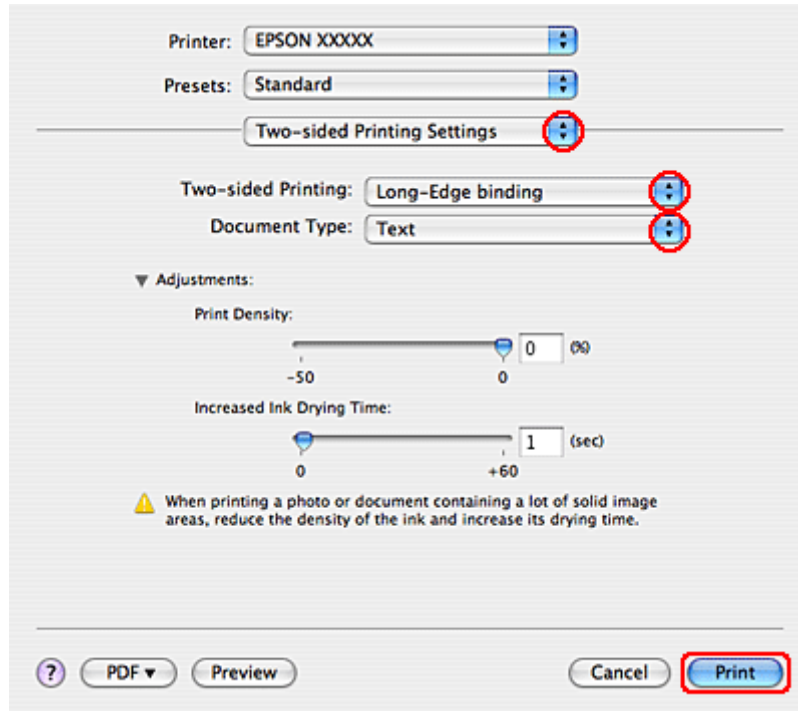 Printer: EPSON XXXXX
Presets: Standard
Two-sided Printing Settings
Two-sided Printing: Long-Edge binding
Document Type: Text
▼ Adjustments:
Print Density:
0 (%)
-50 0
Increased Ink Drying Time:
1 (sec)
0 +60
When printing a photo or document containing a lot of solid image
areas, reduce the density of the ink and increase its drying time.
? PDF ▼ Preview Cancel Print